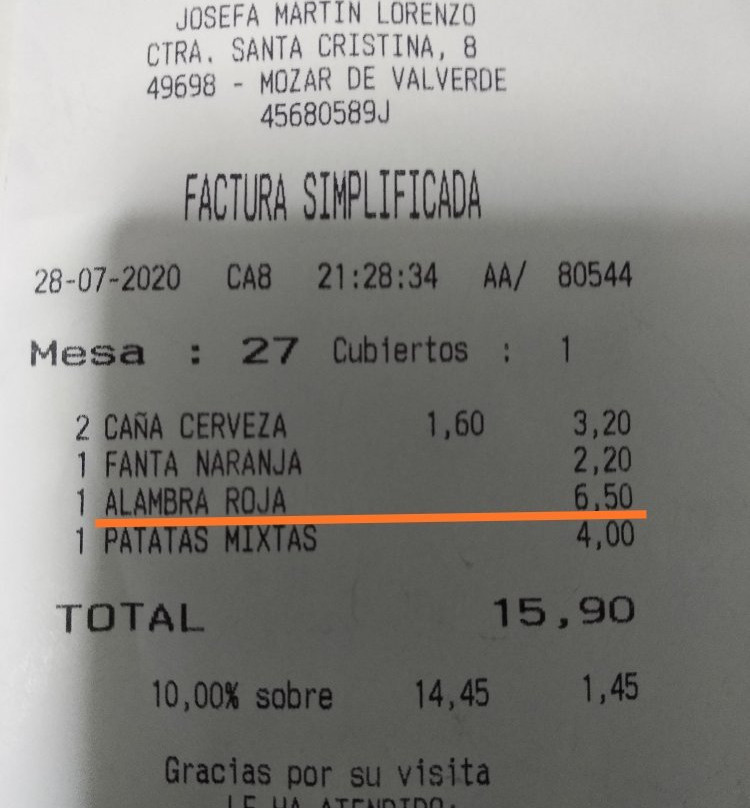 JOSEFA MARTIN LORENZO
CTRA. SANTA CRISTINA, 8
49698 - MOZAR DE VALVERDE
45680589J
FACTURA SIMPLIFICADA
28-07-2020 CA8 21:28:34 AA/ 80544
Mesa : 27 Cubiertos : 1
2 CAÑA CERVEZA 1,60 3,20
1 FANTA NARANJA 2,20
1 ALAMBRA ROJA 6,50
1 PATATAS MIXTAS 4,00
TOTAL 15,90
10,00% sobre 14,45 1,45
Gracias por su visita
LE HA ATENDIDO: